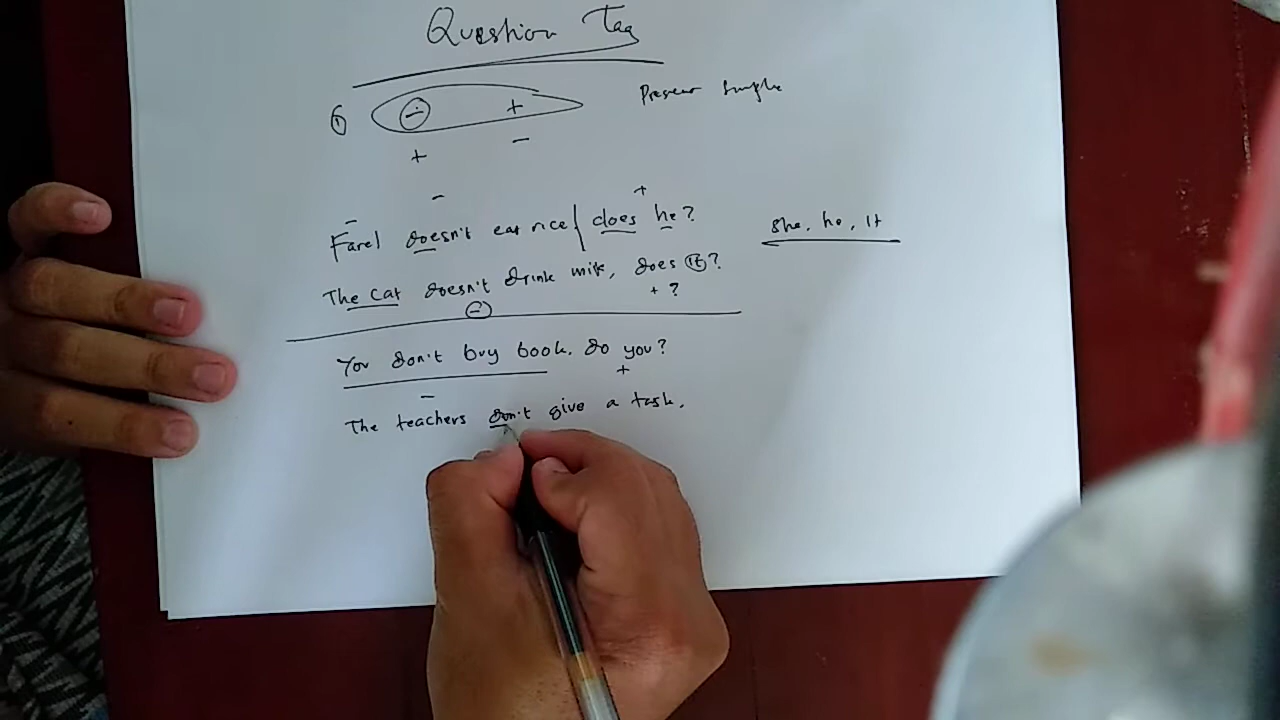 Question Tag
- + Present simple
+ -
- +
Farel doesn't eat rice does he? she, he, it
The cat doesn't drink milk, does it?
- + ?
You don't buy book, do you?
- +
The teachers don't give a task.